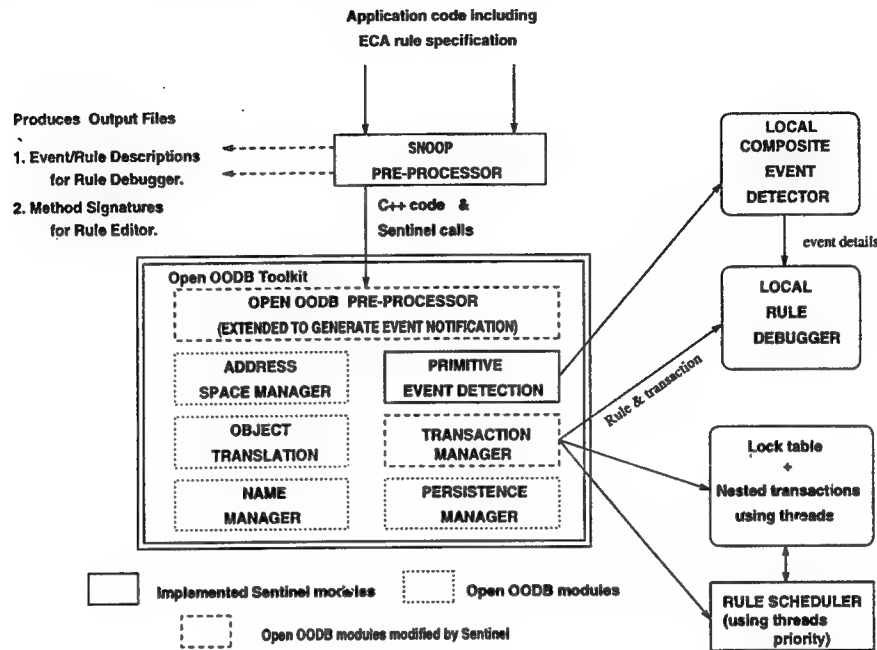 Application code including
ECA rule specification
Produces Output Files
1. Event/Rule Descriptions
for Rule Debugger.
2. Method Signatures
for Rule Editor.
SNOOP
PRE-PROCESSOR
C++ code &
Sentinel calls
LOCAL
COMPOSITE
EVENT
DETECTOR
event details
LOCAL
RULE
DEBUGGER
Open OODB Toolkit
OPEN OODB PRE-PROCESSOR
(EXTENDED TO GENERATE EVENT NOTIFICATION)
ADDRESS
SPACE MANAGER
PRIMITIVE
EVENT DETECTION
OBJECT
TRANSLATION
TRANSACTION
MANAGER
NAME
MANAGER
PERSISTENCE
MANAGER
Rule & transaction
Lock table
+
Nested transactions
using threads
RULE SCHEDULER
(using threads
priority)
Implemented Sentinel modules
Open OODB modules
Open OODB modules modified by Sentinel